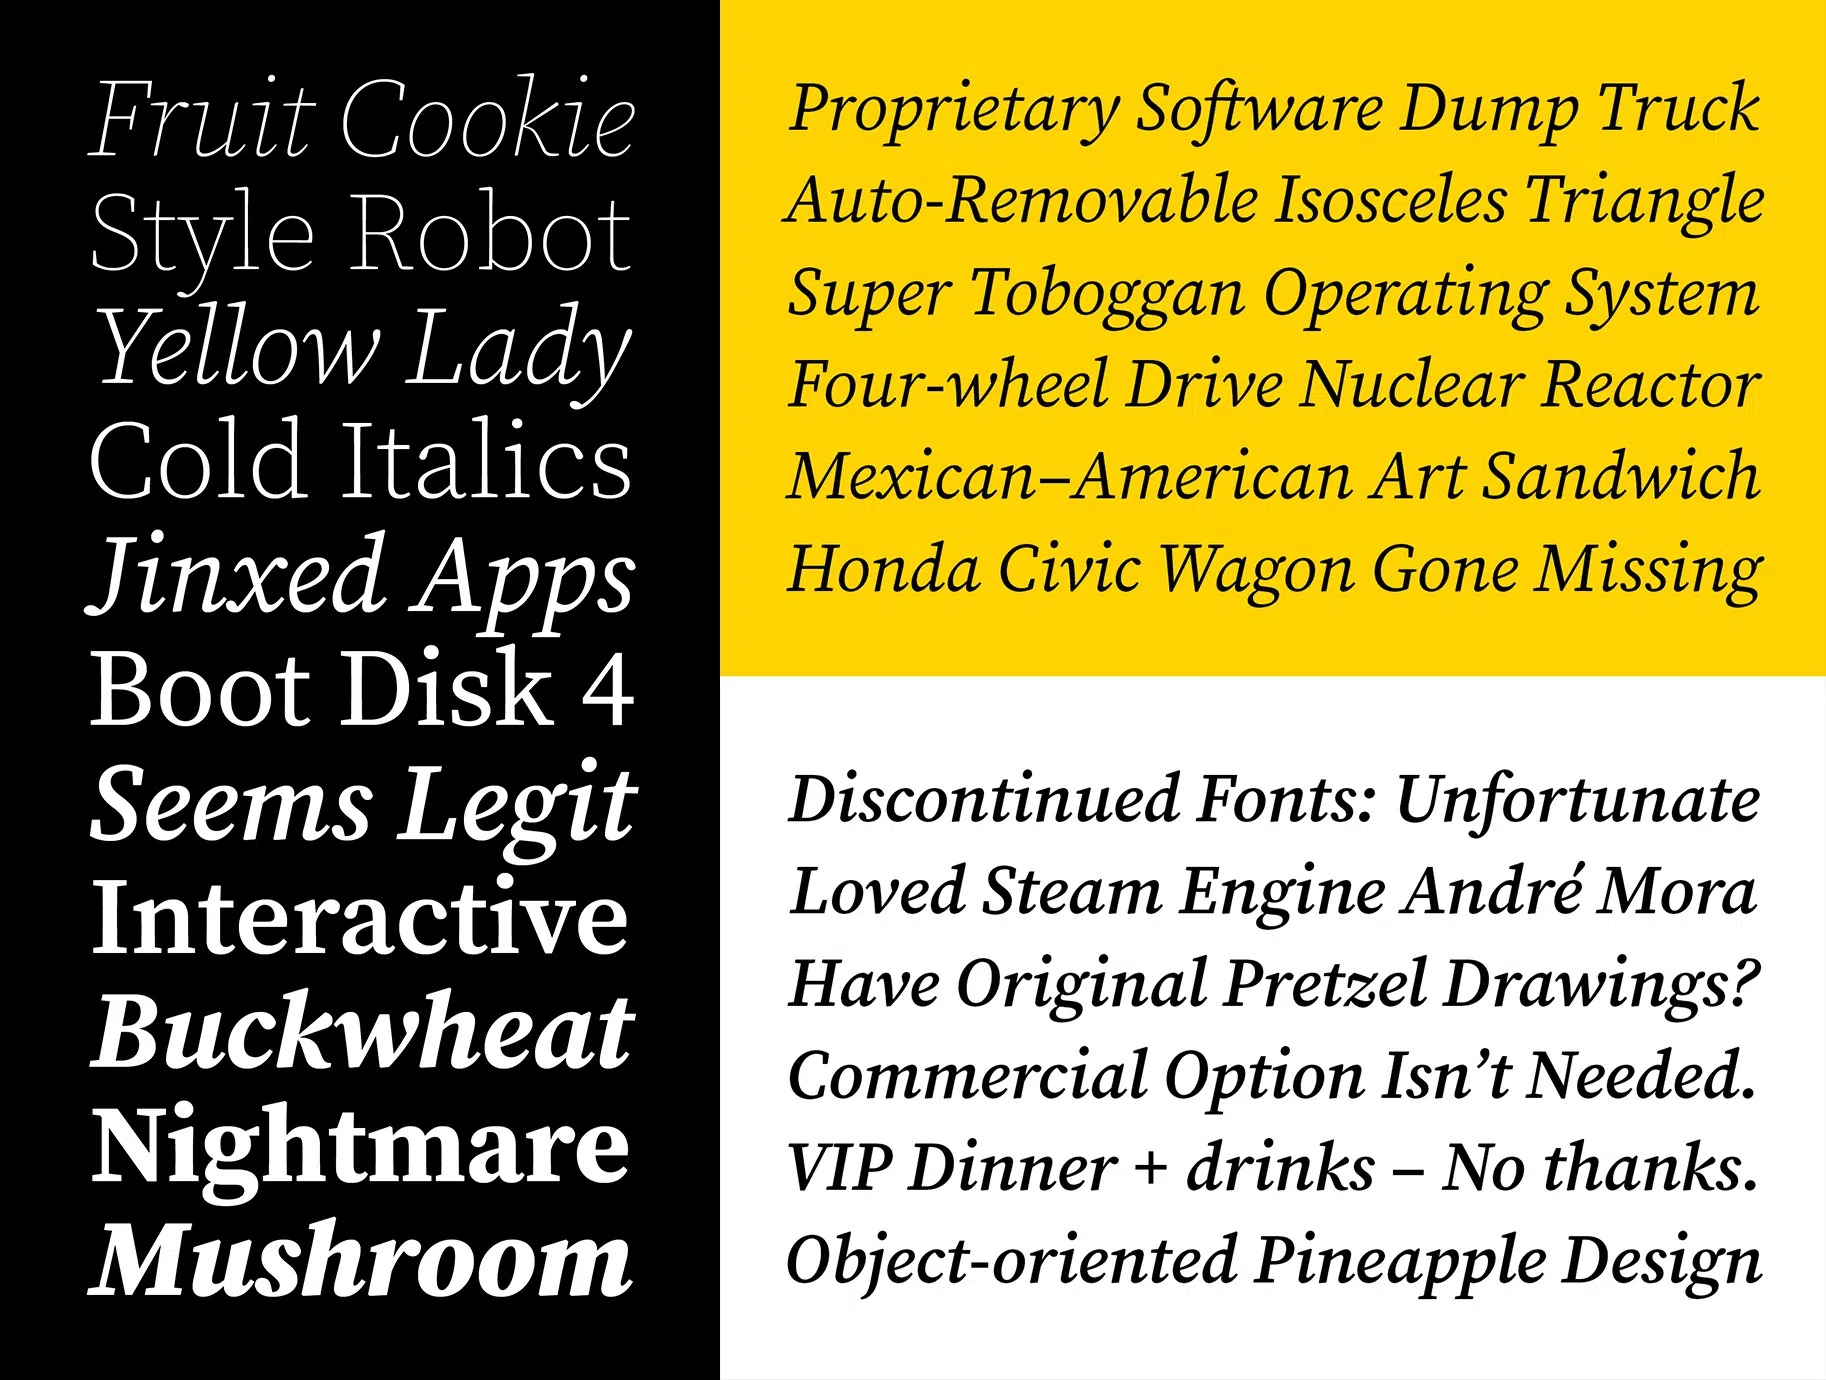 Fruit Cookie
Style Robot
Yellow Lady
Cold Italics
Jinxed Apps
Boot Disk 4
Seems Legit
Interactive
Buckwheat
Nightmare
Mushroom
Proprietary Software Dump Truck
Auto-Removable Isosceles Triangle
Super Toboggan Operating System
Four-wheel Drive Nuclear Reactor
Mexican–American Art Sandwich
Honda Civic Wagon Gone Missing
Discontinued Fonts: Unfortunate
Loved Steam Engine André Mora
Have Original Pretzel Drawings?
Commercial Option Isn’t Needed.
VIP Dinner + drinks – No thanks.
Object-oriented Pineapple Design